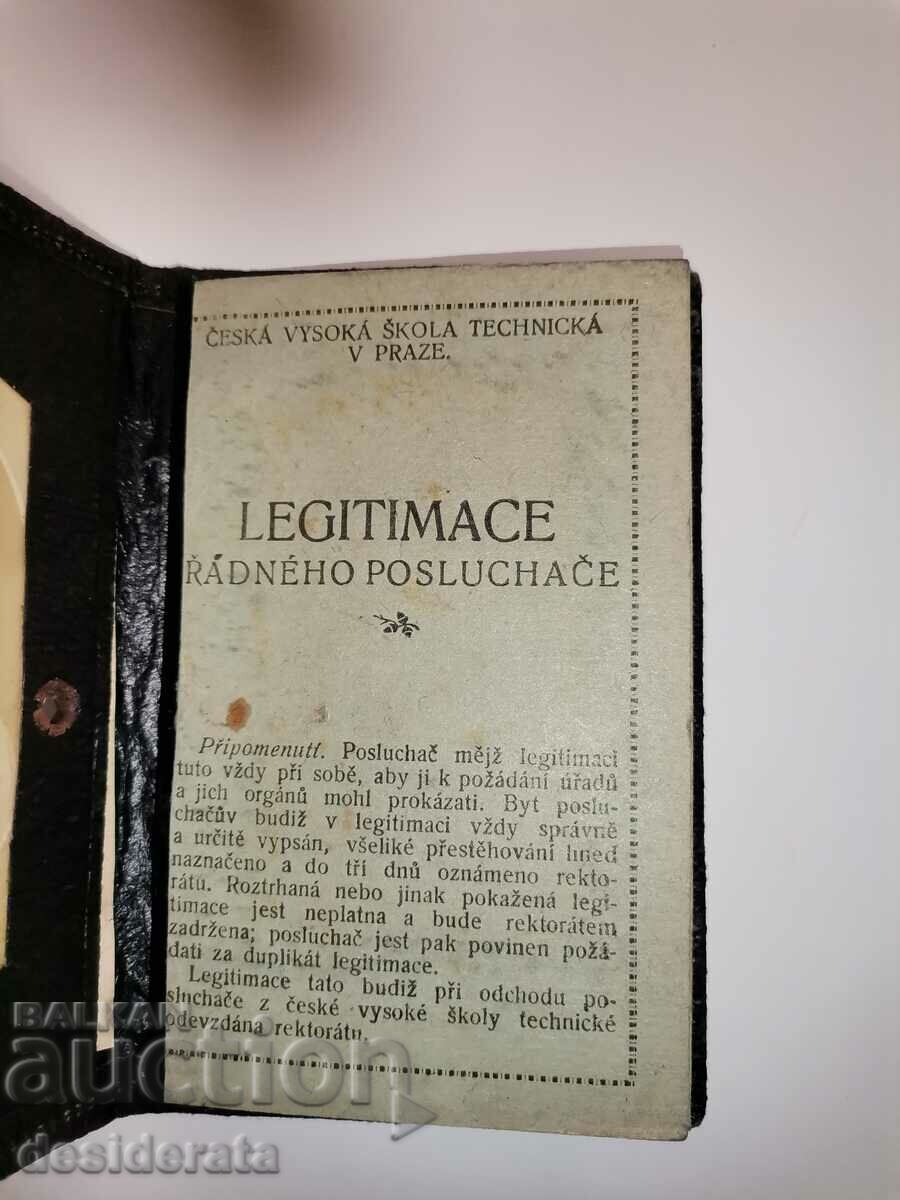 ČESKÁ VYSOKÁ ŠKOLA TECHNICKÁ
V PRAZE.
LEGITIMACE
ŘÁDNÉHO POSLUCHAČE
Připomenutí. Posluchač mějž legitimaci
tuto vždy při sobě, aby ji k požádání úřadů
a jich orgánů mohl prokázati. Byt poslu-
chačův budiž v legitimaci vždy správně
a určitě vypsán, všeliké přestěhování hned
naznačeno a do tří dnů oznámeno rekto-
rátu. Roztrhaná nebo jinak pokažená legi-
timace jest neplatna a bude rektorátem
zadržena; posluchač jest pak povinen požá-
dati za duplikát legitimace.
Legitimace tato budiž při odchodu po-
sluchače z české vysoké školy technické
odevzdána rektorátu.
BALKAN
auction
desiderata